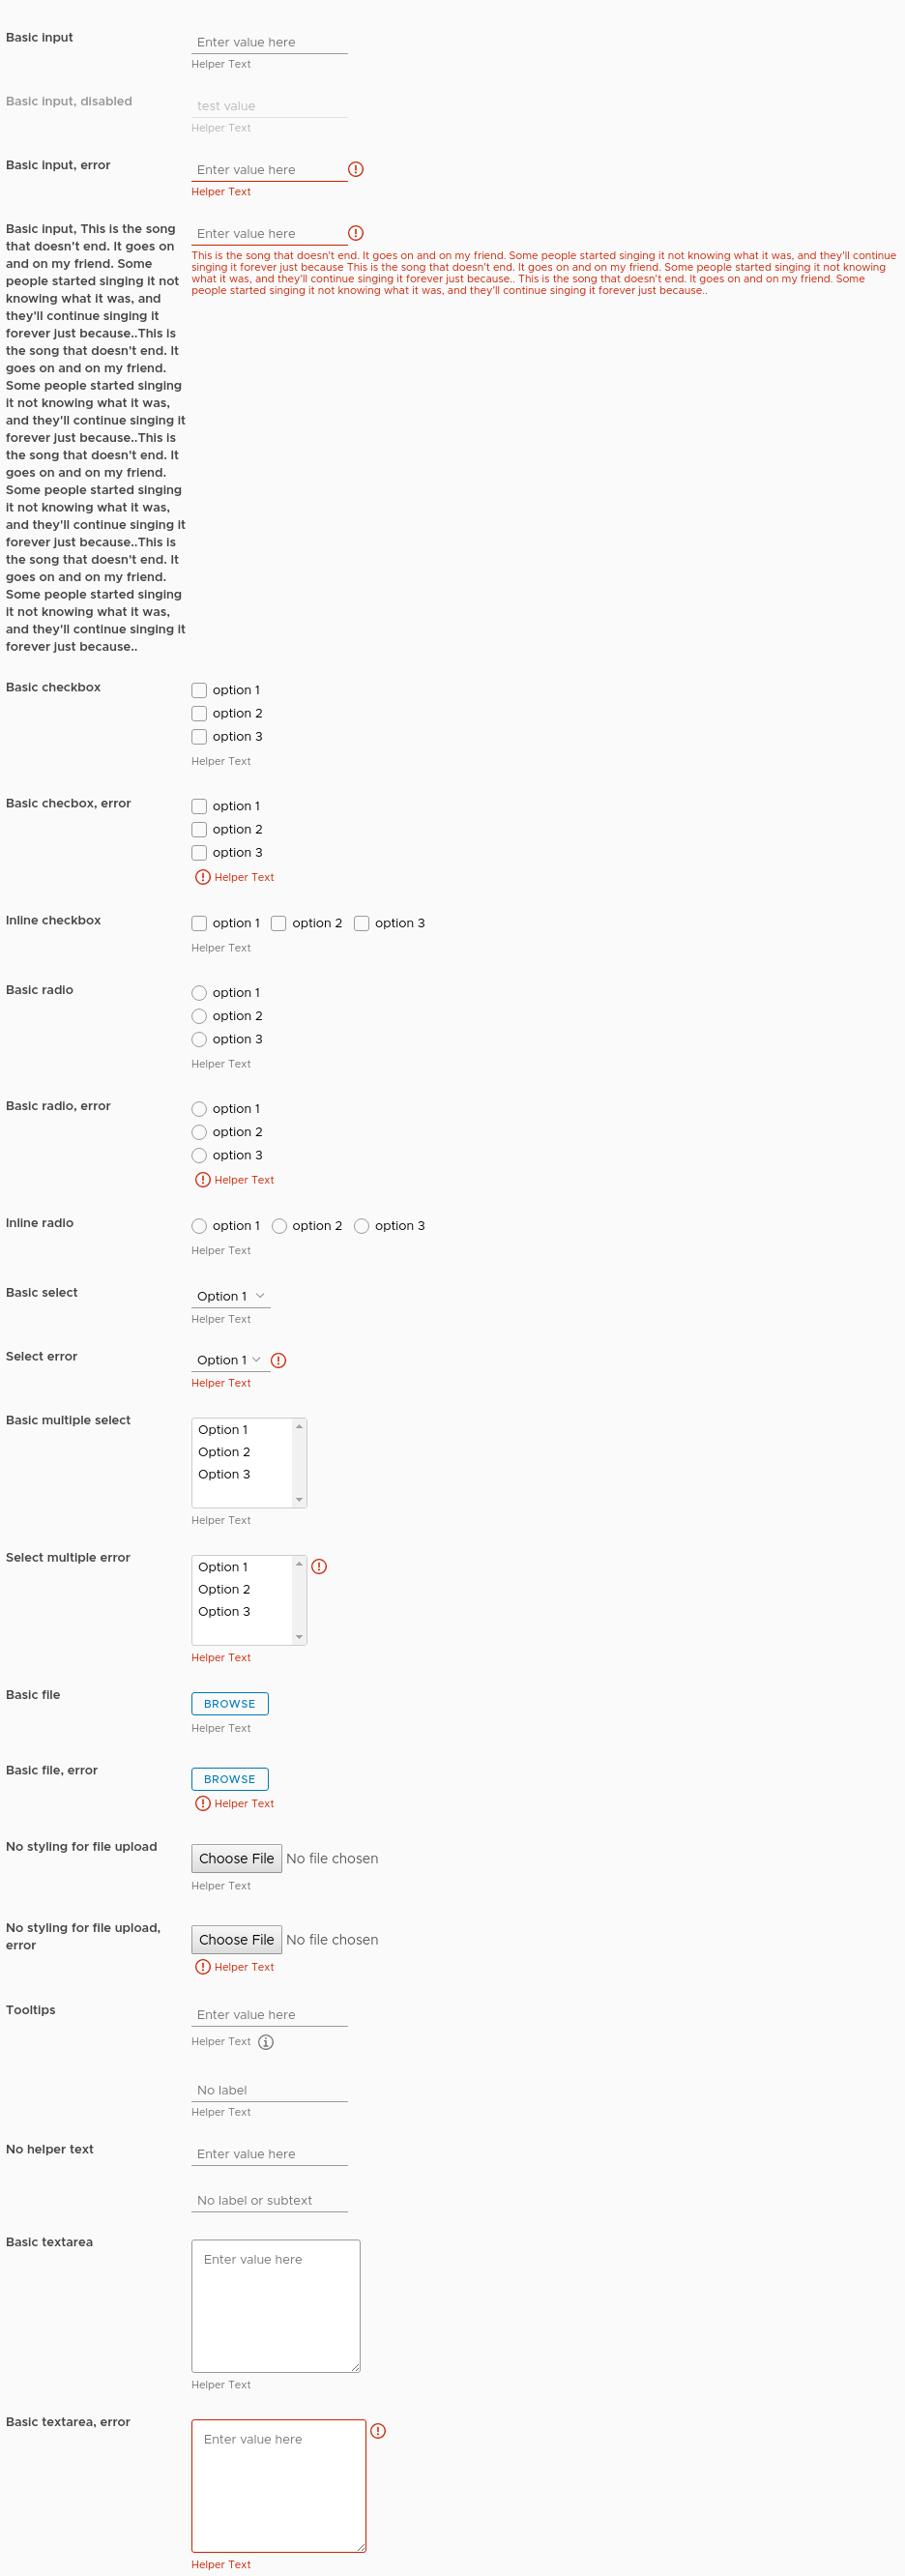 Basic input
Enter value here
Helper Text
Basic input, disabled
test value
Helper Text
Basic input, error
Enter value here
Helper Text
Basic input, This is the song
that doesn't end. It goes on
and on my friend. Some
people started singing it not
knowing what it was, and
they'll continue singing it
forever just because..This is
the song that doesn't end. It
goes on and on my friend.
Some people started singing
it not knowing what it was,
and they'll continue singing it
forever just because..This is
the song that doesn't end. It
goes on and on my friend.
Some people started singing
it not knowing what it was,
and they'll continue singing it
forever just because..This is
the song that doesn't end. It
goes on and on my friend.
Some people started singing
it not knowing what it was,
and they'll continue singing it
forever just because..
Enter value here
This is the song that doesn't end. It goes on and on my friend. Some people started singing it not knowing what it was, and they'll continue
singing it forever just because This is the song that doesn't end. It goes on and on my friend. Some people started singing it not knowing
what it was, and they'll continue singing it forever just because.. This is the song that doesn't end. It goes on and on my friend. Some
people started singing it not knowing what it was, and they'll continue singing it forever just because..
Basic checkbox
option 1
option 2
option 3
Helper Text
Basic checbox, error
option 1
option 2
option 3
Helper Text
Inline checkbox
option 1 option 2 option 3
Helper Text
Basic radio
option 1
option 2
option 3
Helper Text
Basic radio, error
option 1
option 2
option 3
Helper Text
Inline radio
option 1 option 2 option 3
Helper Text
Basic select
Option 1
Helper Text
Select error
Option 1
Helper Text
Basic multiple select
Option 1
Option 2
Option 3
Helper Text
Select multiple error
Option 1
Option 2
Option 3
Helper Text
Basic file
BROWSE
Helper Text
Basic file, error
BROWSE
Helper Text
No styling for file upload
Choose File No file chosen
Helper Text
No styling for file upload,
error
Choose File No file chosen
Helper Text
Tooltips
Enter value here
Helper Text
No label
Helper Text
No helper text
Enter value here
No label or subtext
Basic textarea
Enter value here
Helper Text
Basic textarea, error
Enter value here
Helper Text